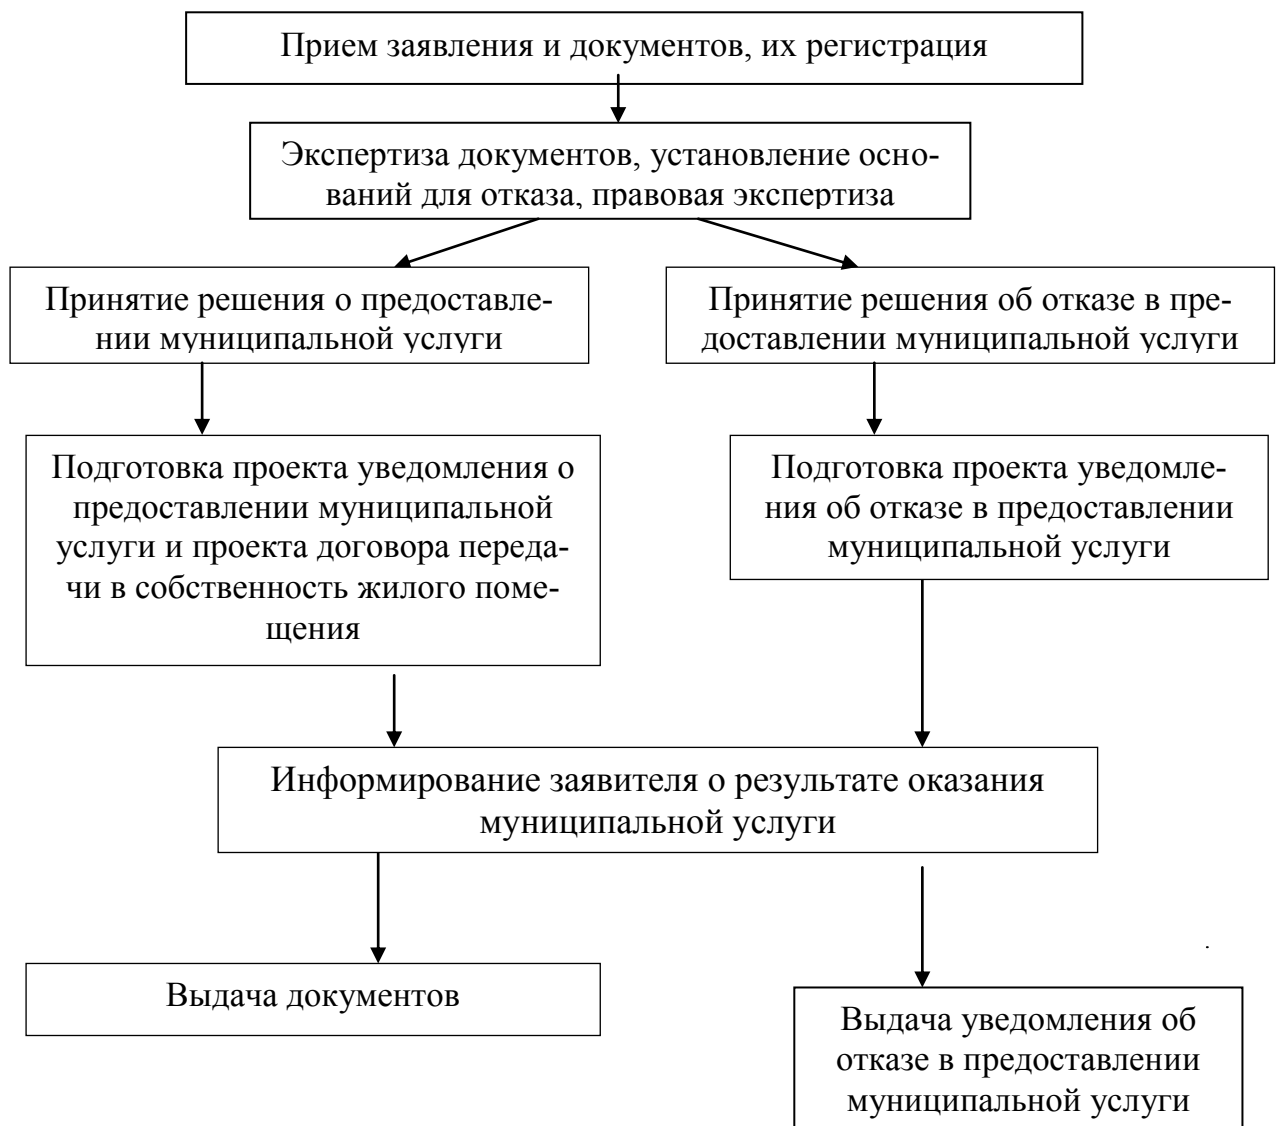 Прием заявления и документов, их регистрация
Экспертиза документов, установление осно-
ваний для отказа, правовая экспертиза
Принятие решения о предоставле-
нии муниципальной услуги
Принятие решения об отказе в пре-
доставлении муниципальной услуги
Подготовка проекта уведомления о
предоставлении муниципальной
услуги и проекта договора переда-
чи в собственность жилого поме-
щения
Подготовка проекта уведомле-
ния об отказе в предоставлении
муниципальной услуги
Информирование заявителя о результате оказания
муниципальной услуги
.
Выдача документов
Выдача уведомления об
отказе в предоставлении
муниципальной услуги